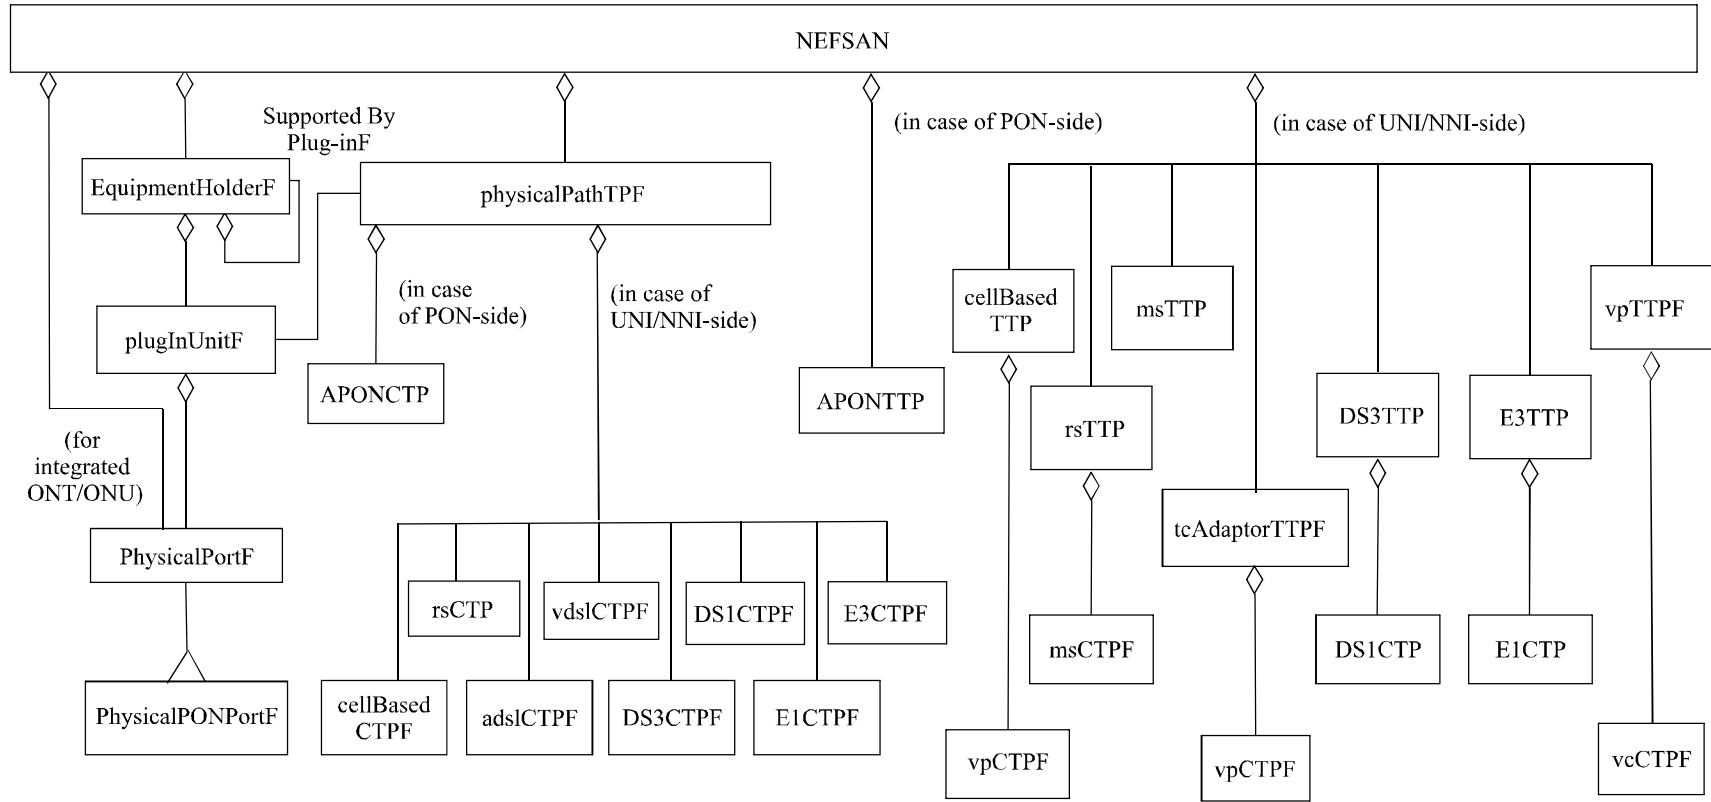 NEFSAN
Supported By
Plug-inF
(in case of PON-side)
(in case of UNI/NNI-side)
EquipmentHolderF
physicalPathTPF
(in case
of PON-side)
(in case of
UNI/NNI-side)
cellBased
TTP
msTTP
vpTTPF
plugInUnitF
APONCTP
APONTTP
rsTTP
DS3TTP
E3TTP
(for
integrated
ONT/ONU)
tcAdaptorTTPF
PhysicalPortF
rsCTP
vdslCTPF
DS1CTPF
E3CTPF
msCTPF
DS1CTP
E1CTP
PhysicalPONPortF
cellBased
CTPF
adslCTPF
DS3CTPF
E1CTPF
vpCTPF
vpCTPF
vcCTPF